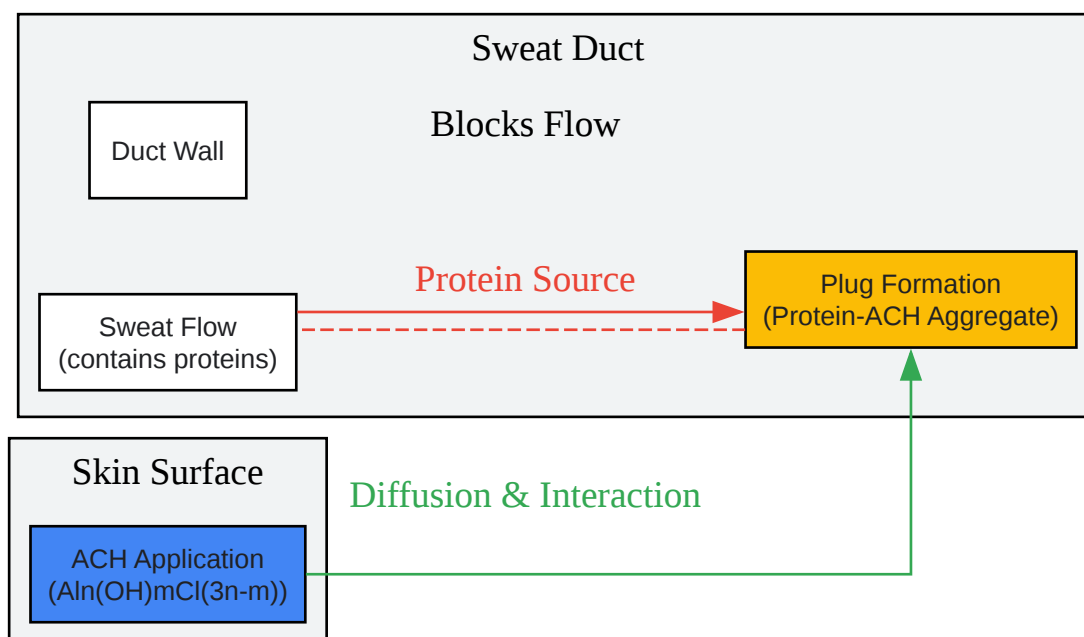 Sweat Duct
Blocks Flow
Duct Wall
Protein Source
Sweat Flow
(contains proteins)
Plug Formation
(Protein-ACH Aggregate)
Skin Surface
Diffusion & Interaction
ACH Application
(Aln(OH)mCl(3n-m))